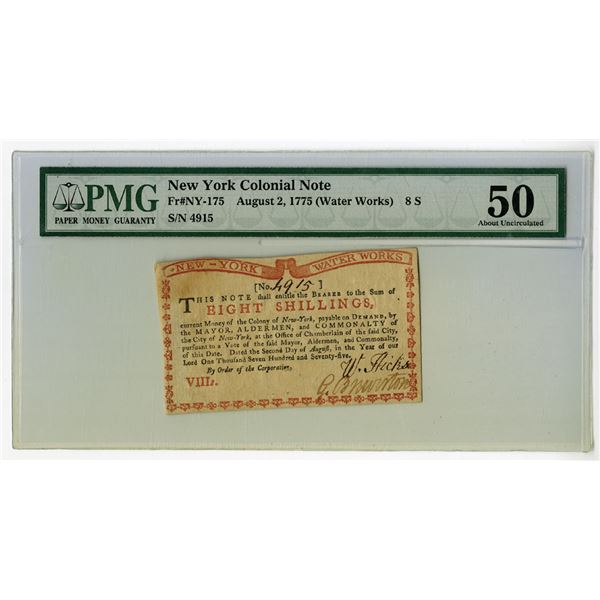 PMG
PAPER MONEY GUARANTY
New York Colonial Note
Fr#NY-175 August 2, 1775 (Water Works) 8 S
S/N 4915
50
About Uncirculated
NEW-YORK WATER WORKS
[No. 4915]
THIS NOTE shall entitle the BEARER to the Sum of
EIGHT SHILLINGS,
current Money of the Colony of New-York, payable on DEMAND, by
the MAYOR, ALDERMEN, and COMMONALTY of
the City of New-York, at the Office of Chamberlain of the said City,
pursuant to a Vote of the said Mayor, Aldermen, and Commonalty,
of this Date. Dated the Second Day of August, in the Year of our
Lord One Thousand Seven Hundred and Seventy-five.
By Order of the Corporation,
W. Hicks
VIIIs.